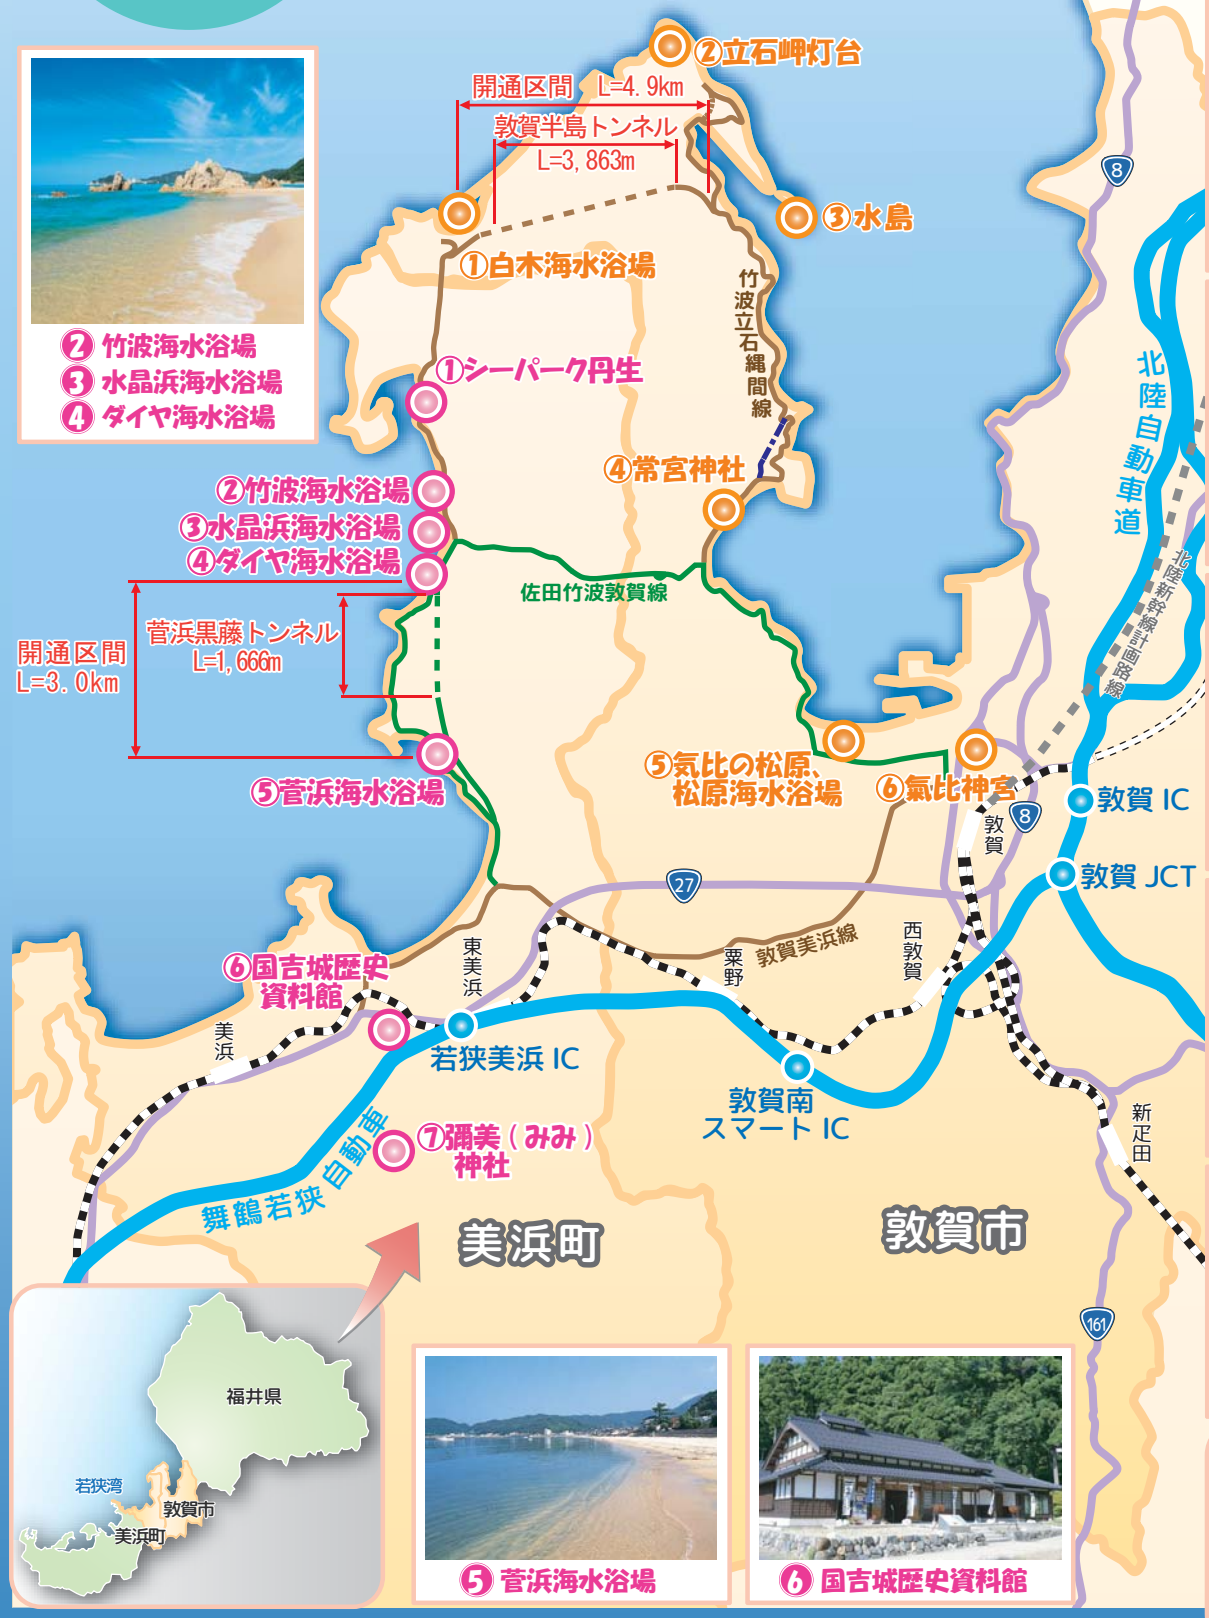 ②立石岬灯台
開通区間 L=4.9km
敦賀半島トンネル
L=3,863m
8
③水島
①白木海水浴場
竹波立石縄間線
②竹波海水浴場
③水晶浜海水浴場
④ダイヤ海水浴場
①シーパーク丹生
北陸自動車道
④常宮神社
②竹波海水浴場
③水晶浜海水浴場
④ダイヤ海水浴場
佐田竹波敦賀線
北陸新幹線計画路線
菅浜黒藤トンネル
L=1,666m
開通区間
L=3.0km
⑤菅浜海水浴場
⑤気比の松原、
松原海水浴場
⑥氣比神宮
敦賀 IC
敦賀
8
敦賀 JCT
27
敦賀美浜線
西敦賀
粟野
東美浜
⑥国吉城歴史
資料館
美浜
若狭美浜 IC
敦賀南
スマート IC
新疋田
⑦彌美(みみ)
神社
舞鶴若狭自動車
美浜町
敦賀市
161
福井県
若狭湾
敦賀市
美浜町
⑤菅浜海水浴場
⑥国吉城歴史資料館